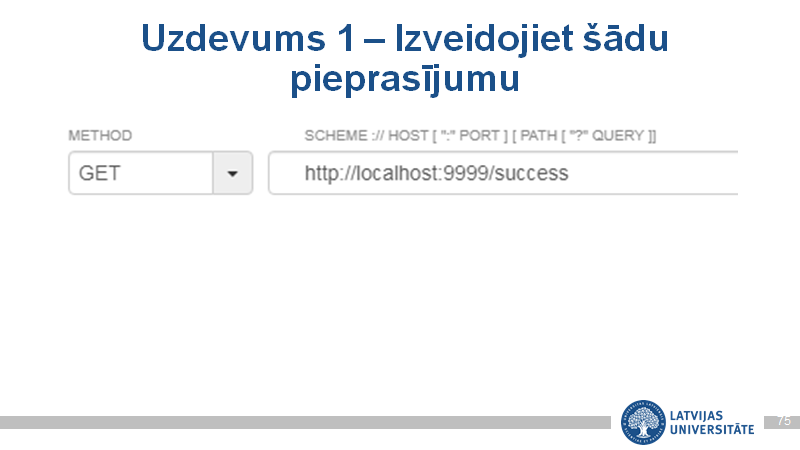 Uzdevums 1 – Izveidojiet šādu
pieprasījumu
METHOD
SCHEME :// HOST [ ":" PORT ] [ PATH [ "?" QUERY ]]
GET
http://localhost:9999/success
LATVIJAS
UNIVERSITĀTE
75